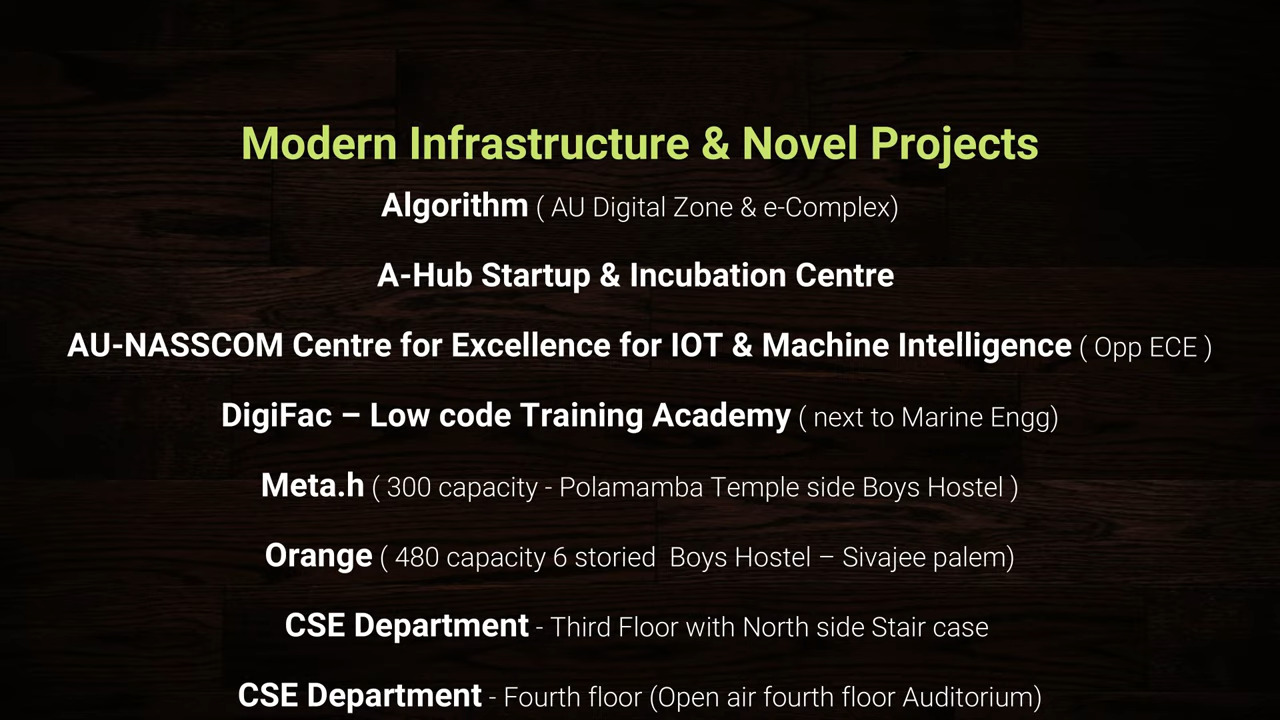 Modern Infrastructure & Novel Projects
Algorithm ( AU Digital Zone & e-Complex)
A-Hub Startup & Incubation Centre
AU-NASSCOM Centre for Excellence for IOT & Machine Intelligence ( Opp ECE )
DigiFac – Low code Training Academy ( next to Marine Engg)
Meta.h ( 300 capacity - Polamamba Temple side Boys Hostel )
Orange ( 480 capacity 6 storied  Boys Hostel – Sivajee palem)
CSE Department - Third Floor with North side Stair case
CSE Department - Fourth floor (Open air fourth floor Auditorium)